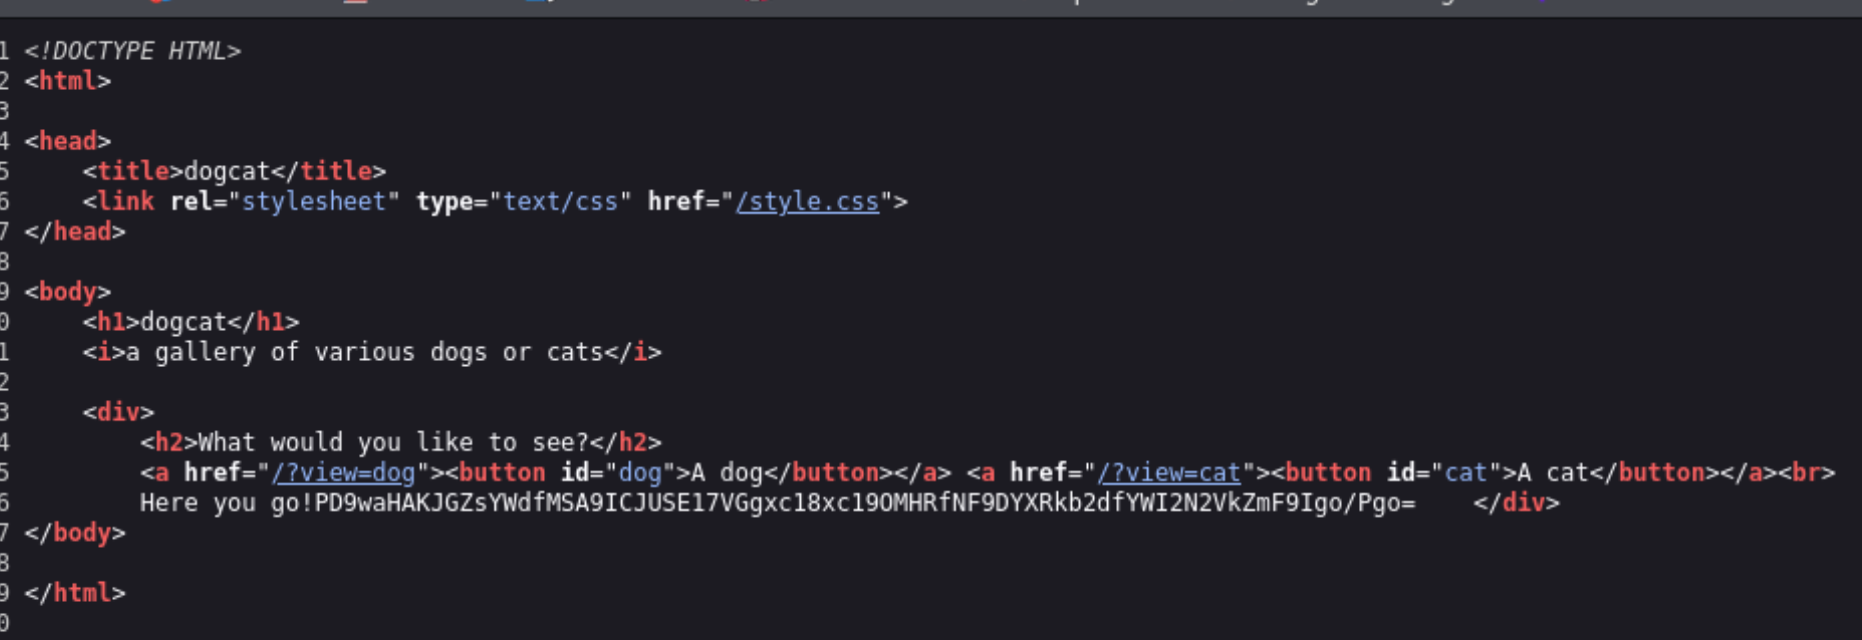 1 <!DOCTYPE HTML>
2 <html>
3
4 <head>
5     <title>dogcat</title>
6     <link rel="stylesheet" type="text/css" href="/style.css">
7 </head>
8
9 <body>
0     <h1>dogcat</h1>
1     <i>a gallery of various dogs or cats</i>
2
3     <div>
4         <h2>What would you like to see?</h2>
5         <a href="/?view=dog"><button id="dog">A dog</button></a> <a href="/?view=cat"><button id="cat">A cat</button></a><br>
6         Here you go!PD9waHAKJGZsYWdfMSA9ICJUSE17VGgxc18xc19OMHRfNF9DYXRkb2dfYWI2N2VkZmF9Igo/Pgo=    </div>
7 </body>
8
9 </html>
0